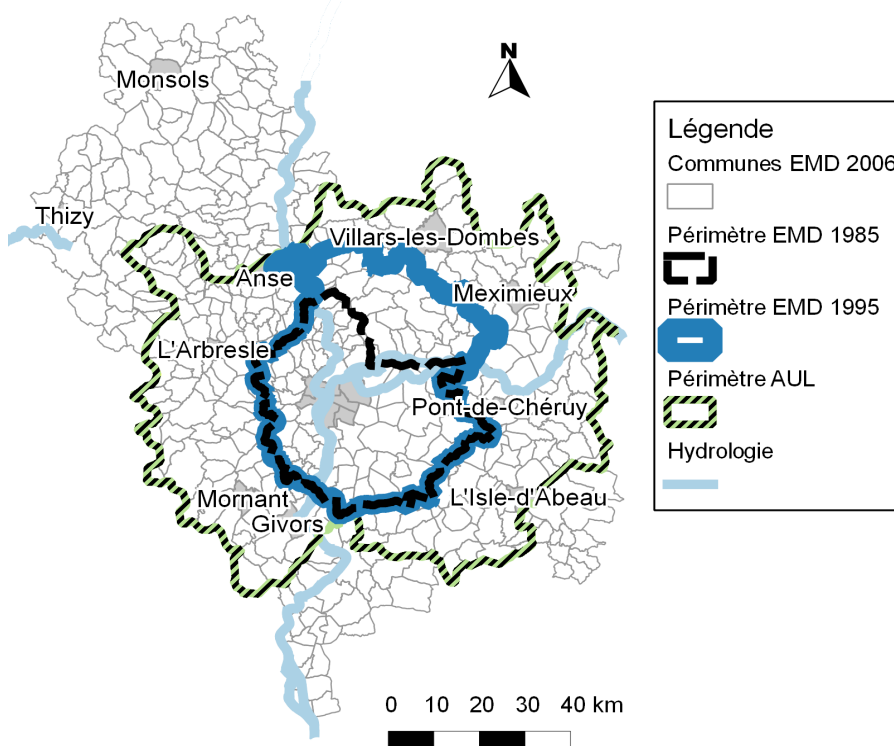 Monsols
N
Légende
Communes EMD 2006
Thizy
Villars-les-Dombes
Périmètre EMD 1985
Anse
Meximieux
Périmètre EMD 1995
L'Arbresle
Périmètre AUL
Pont-de-Chéruy
Hydrologie
Mornant
L'Isle-d'Abeau
Givors
0 10 20 30 40 km